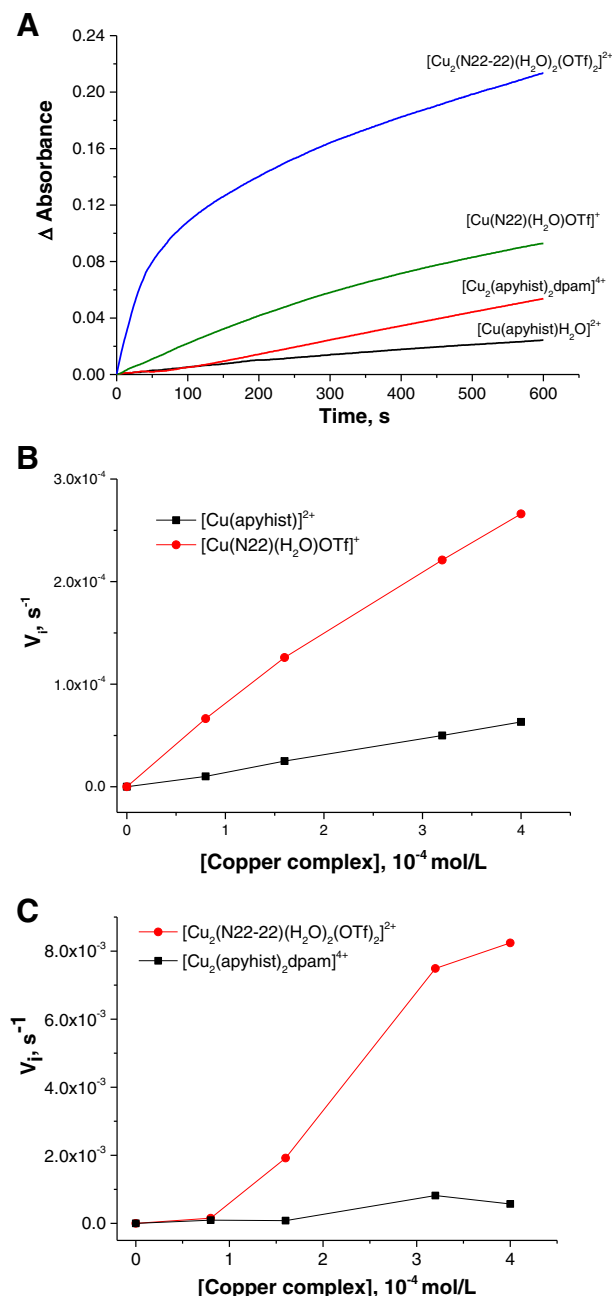 A
Δ Absorbance
0.24
0.20
0.16
0.12
0.08
0.04
0.00
[Cu₂(N22-22)(H₂O)₂(OTf)₂]²⁺
[Cu(N22)(H₂O)OTf]⁺
[Cu₂(apyhist)₂dpam]⁴⁺
[Cu(apyhist)H₂O]²⁺
0 100 200 300 400 500 600
Time, s
B
Vᵢ, s⁻¹
3.0x10⁻⁴
2.0x10⁻⁴
1.0x10⁻⁴
0.0
[Cu(apyhist)]²⁺
[Cu(N22)(H₂O)OTf]⁺
0 1 2 3 4
[Copper complex], 10⁻⁴ mol/L
C
Vᵢ, s⁻¹
8.0x10⁻³
6.0x10⁻³
4.0x10⁻³
2.0x10⁻³
0.0
[Cu₂(N22-22)(H₂O)₂(OTf)₂]²⁺
[Cu₂(apyhist)₂dpam]⁴⁺
0 1 2 3 4
[Copper complex], 10⁻⁴ mol/L